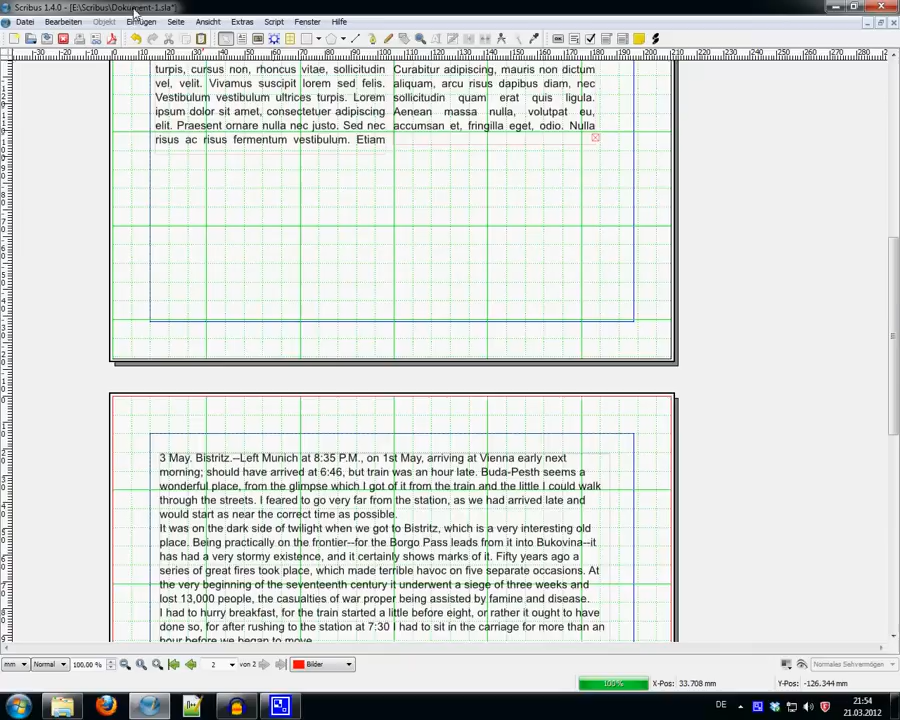 Scribus 1.4.0 - [E:\Scribus\Dokument-1.sla*]
Datei Bearbeiten Objekt Einfügen Seite Ansicht Extras Script Fenster Hilfe
turpis, cursus non, rhoncus vitae, sollicitudin
vel, velit. Vivamus suscipit lorem sed felis.
Vestibulum vestibulum ultrices turpis. Lorem
ipsum dolor sit amet, consectetuer adipiscing
elit. Praesent ornare nulla nec justo. Sed nec
risus ac risus fermentum vestibulum. Etiam
Curabitur adipiscing, mauris non dictum
aliquam, arcu risus dapibus diam, nec
sollicitudin quam erat quis ligula.
Aenean massa nulla, volutpat eu,
accumsan et, fringilla eget, odio. Nulla
3 May. Bistritz.--Left Munich at 8:35 P.M., on 1st May, arriving at Vienna early next
morning; should have arrived at 6:46, but train was an hour late. Buda-Pesth seems a
wonderful place, from the glimpse which I got of it from the train and the little I could walk
through the streets. I feared to go very far from the station, as we had arrived late and
would start as near the correct time as possible.
It was on the dark side of twilight when we got to Bistritz, which is a very interesting old
place. Being practically on the frontier--for the Borgo Pass leads from it into Bukovina--it
has had a very stormy existence, and it certainly shows marks of it. Fifty years ago a
series of great fires took place, which made terrible havoc on five separate occasions. At
the very beginning of the seventeenth century it underwent a siege of three weeks and
lost 13,000 people, the casualties of war proper being assisted by famine and disease.
I had to hurry breakfast, for the train started a little before eight, or rather it ought to have
done so, for after rushing to the station at 7:30 I had to sit in the carriage for more than an
hour before we began to move.
mm Normal 100.00 % 2 von 2 Bilder Normales Sehvermögen
100% X-Pos: 33.708 mm Y-Pos: -126.344 mm
DE 21:54
21.03.2012